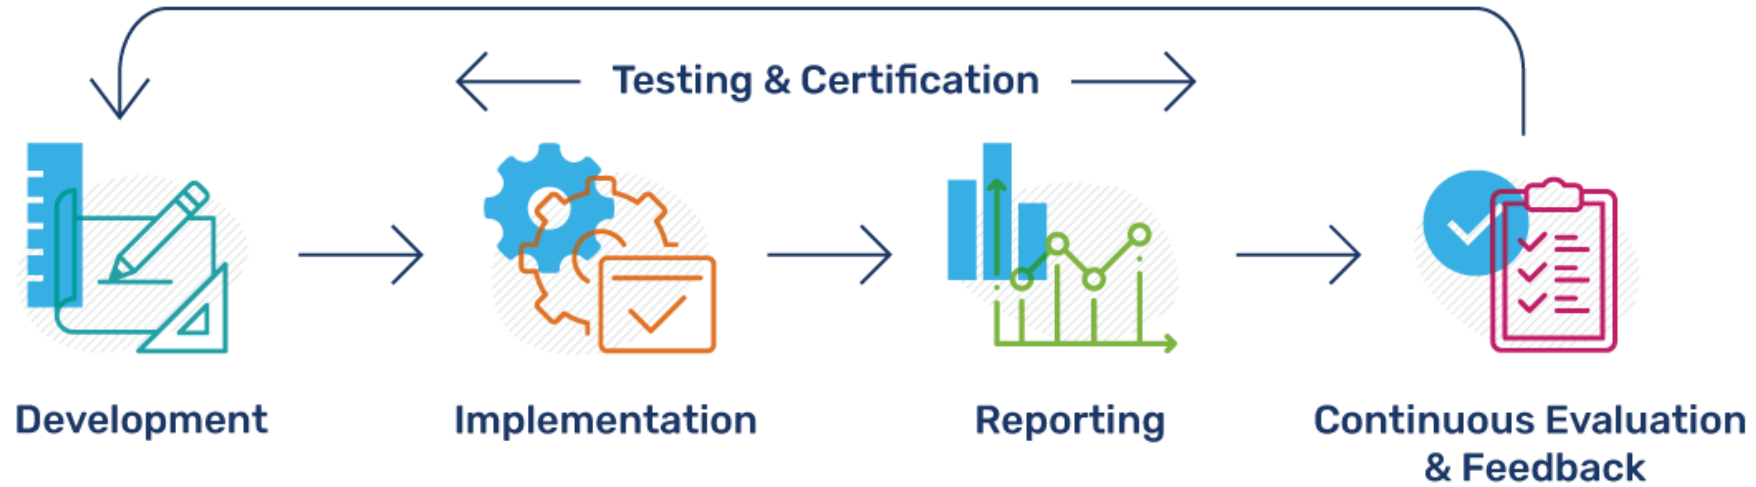 Testing & Certification
Development
Implementation
Reporting
Continuous Evaluation
& Feedback